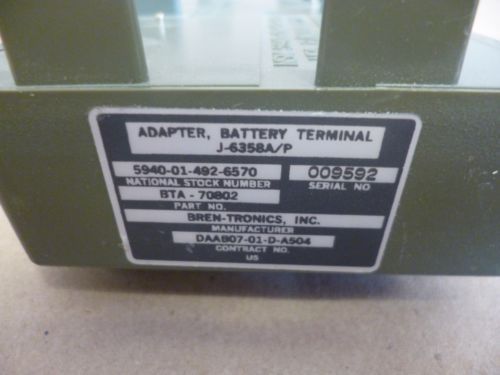 ADAPTER, BATTERY TERMINAL
J-6358A/P
5940-01-492-6570
NATIONAL STOCK NUMBER
009592
SERIAL NO
BTA - 70802
PART NO.
BREN-TRONICS, INC.
MANUFACTURER
DAAB07-01-D-A504
CONTRACT NO.
US